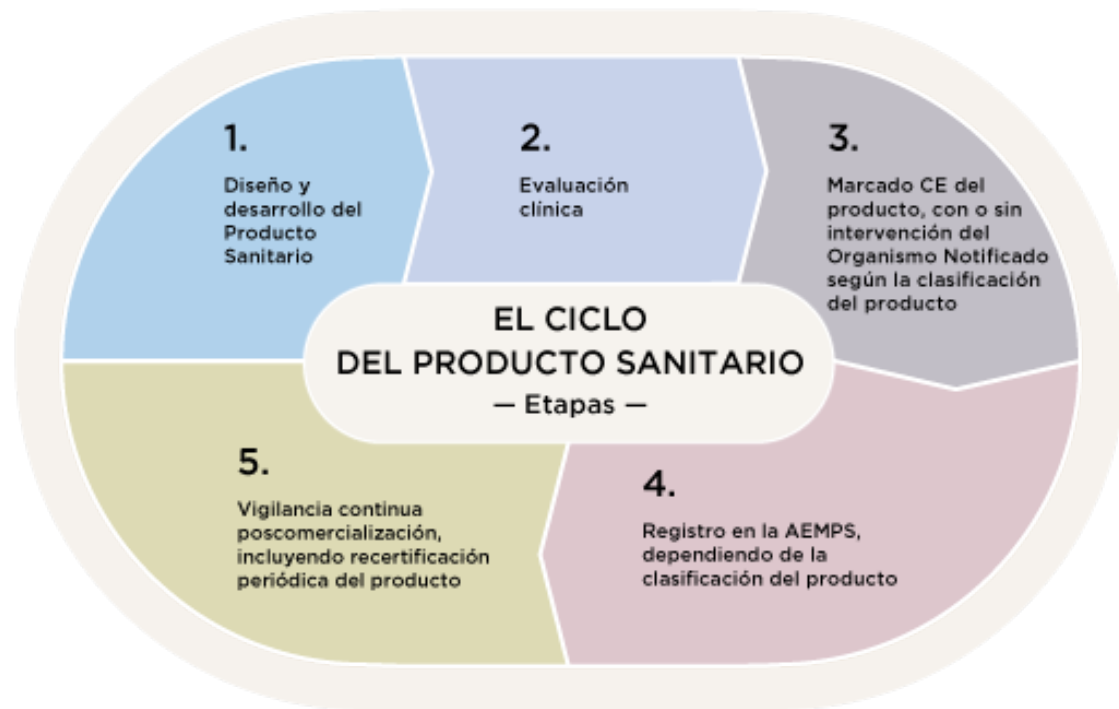 1.
Diseño y
desarrollo del
Producto
Sanitario
2.
Evaluación
clínica
3.
Marcado CE del
producto, con o sin
intervención del
Organismo Notificado
según la clasificación
del producto
EL CICLO
DEL PRODUCTO SANITARIO
— Etapas —
4.
Registro en la AEMPS,
dependiendo de la
clasificación del producto
5.
Vigilancia continua
poscomercialización,
incluyendo recertificación
periódica del producto